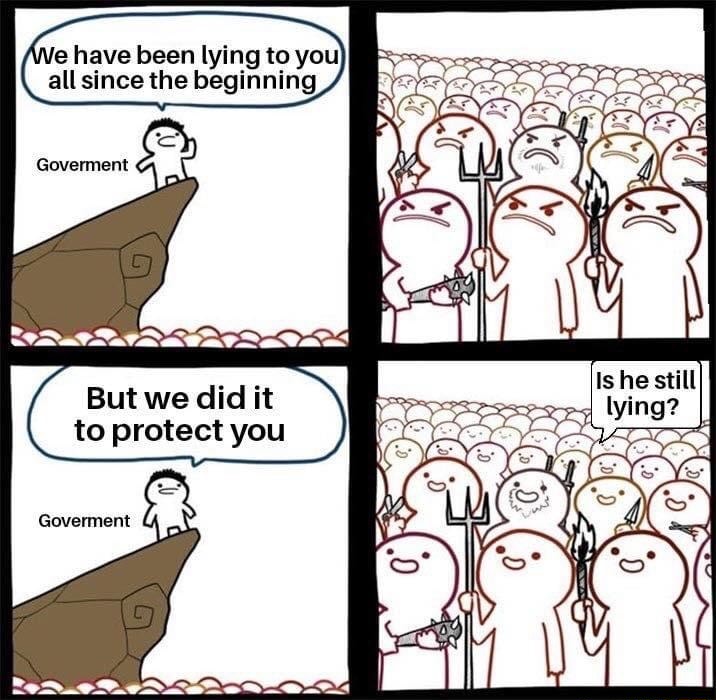 We have been lying to you
all since the beginning
Goverment
But we did it
to protect you
Goverment
Is he still
lying?